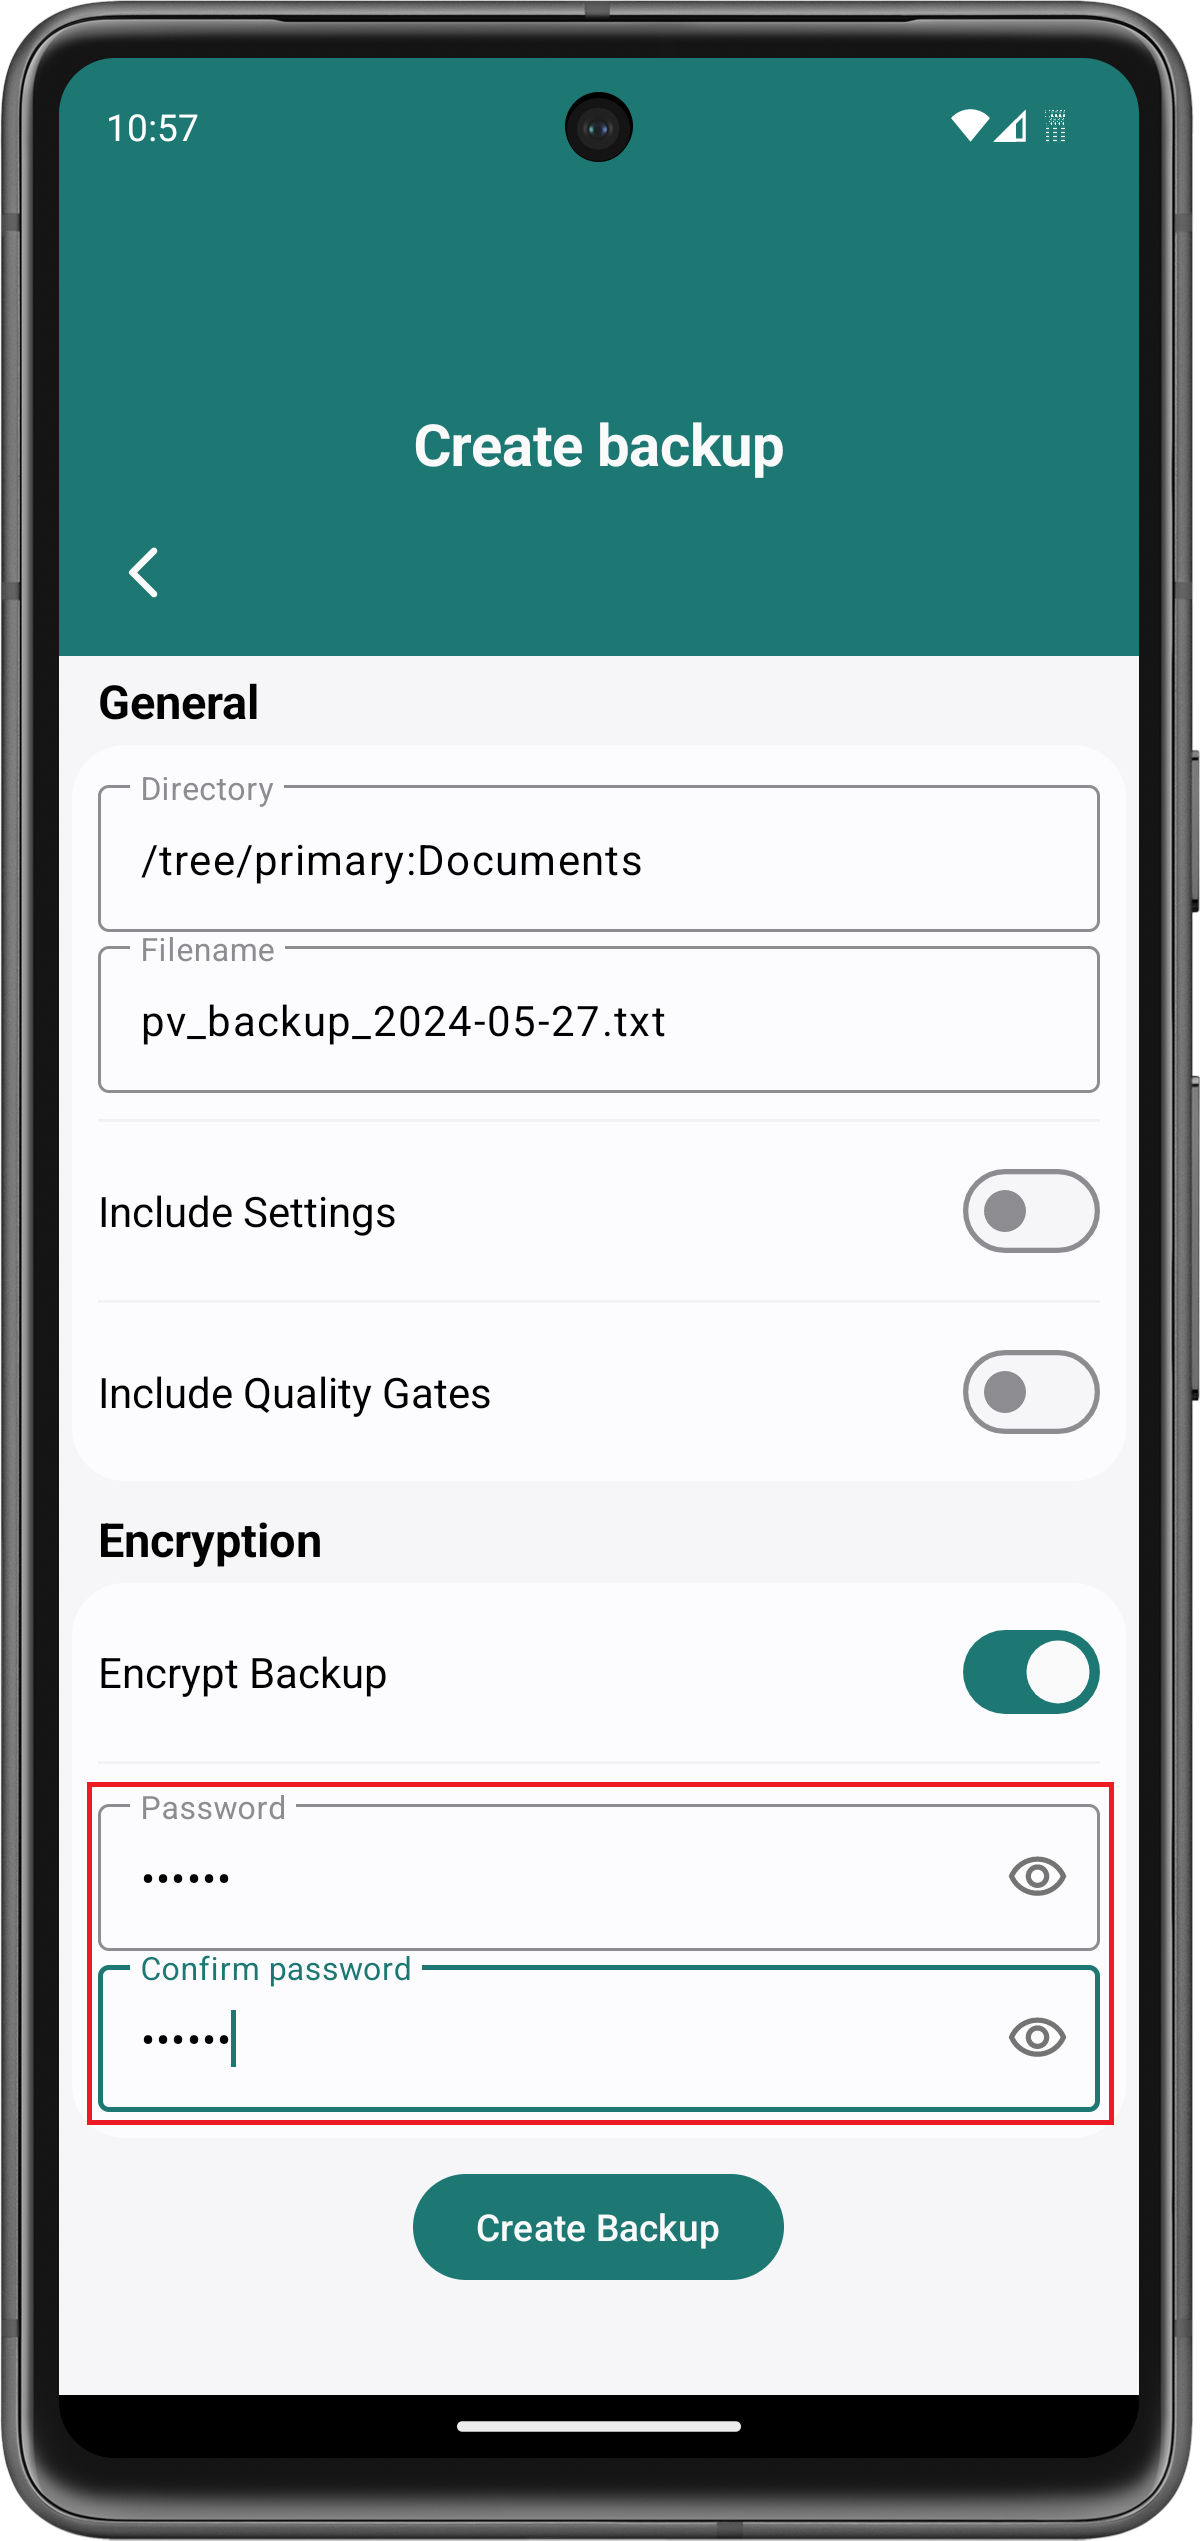 10:57
Create backup
General
Directory
/tree/primary:Documents
Filename
pv_backup_2024-05-27.txt
Include Settings
Include Quality Gates
Encryption
Encrypt Backup
Password
••••••
Confirm password
••••••
Create Backup